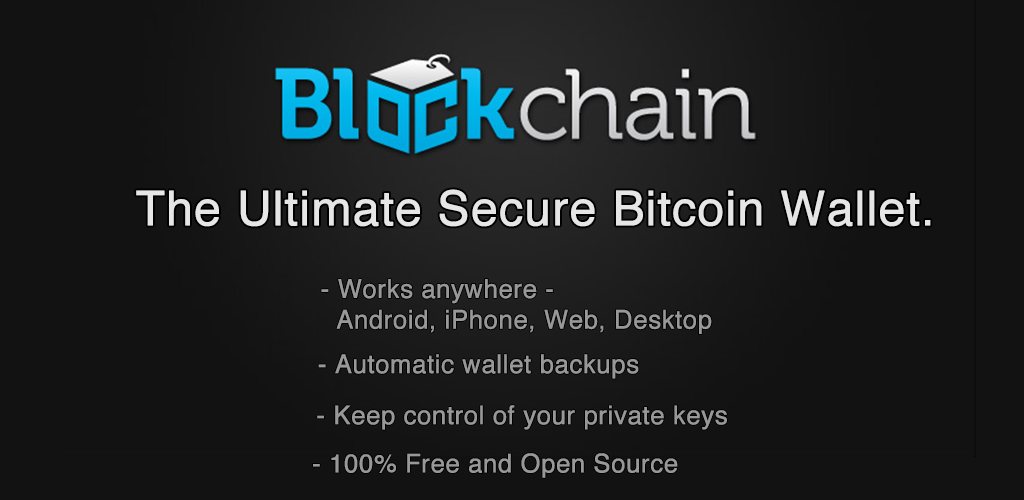 Blockchain
The Ultimate Secure Bitcoin Wallet.
- Works anywhere -
Android, iPhone, Web, Desktop
- Automatic wallet backups
- Keep control of your private keys
- 100% Free and Open Source